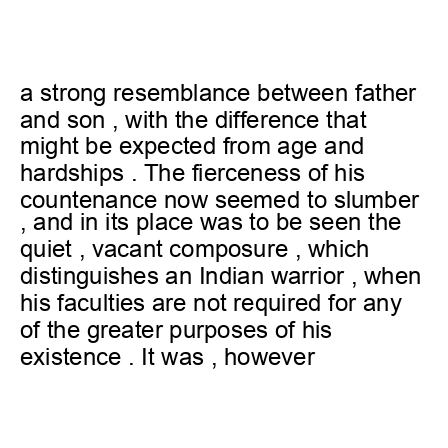 a strong resemblance between father
and son , with the difference that
might be expected from age and
hardships . The fierceness of his
countenance now seemed to slumber
, and in its place was to be seen the
quiet , vacant composure , which
distinguishes an Indian warrior , when
his faculties are not required for any
of the greater purposes of his
existence . It was , however